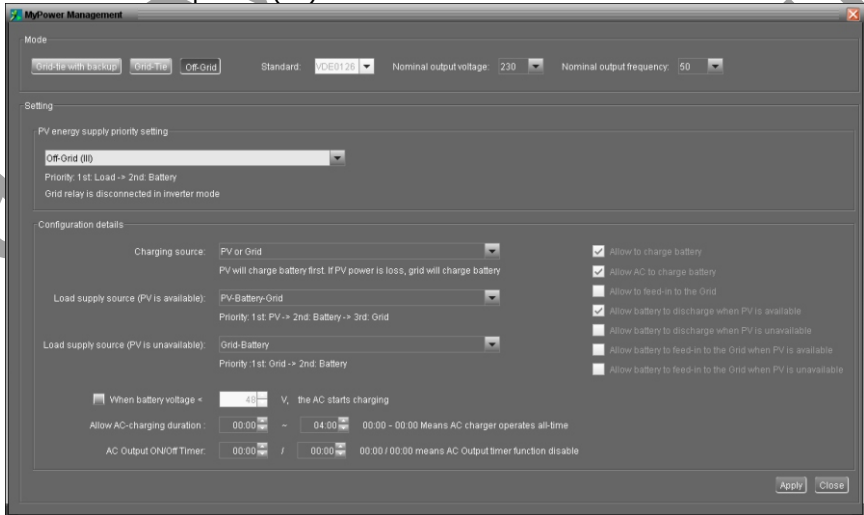 MyPower Management
Mode
Grid-tie with backup Grid-Tie Off-Grid Standard: VDE0126 Nominal output voltage: 230 Nominal output frequency: 50
Setting
PV energy supply priority setting
Off-Grid (III)
Priority: 1st: Load -> 2nd: Battery
Grid relay is disconnected in inverter mode
Configuration details
Charging source: PV or Grid
PV will charge battery first. If PV power is loss, grid will charge battery
Load supply source (PV is available): PV-Battery-Grid
Priority: 1st: PV -> 2nd: Battery -> 3rd: Grid
Load supply source (PV is unavailable): Grid-Battery
Priority :1st: Grid -> 2nd: Battery
Allow to charge battery
Allow AC to charge battery
Allow to feed-in to the Grid
Allow battery to discharge when PV is available
Allow battery to discharge when PV is unavailable
Allow battery to feed-in to the Grid when PV is available
Allow battery to feed-in to the Grid when PV is unavailable
When battery voltage < 48 V, the AC starts charging
Allow AC-charging duration : 00:00 ~ 04:00 00:00 ~ 00:00 Means AC charger operates all-time
AC Output ON/Off Timer: 00:00 / 00:00 00:00 / 00:00 means AC Output timer function disable
Apply Close